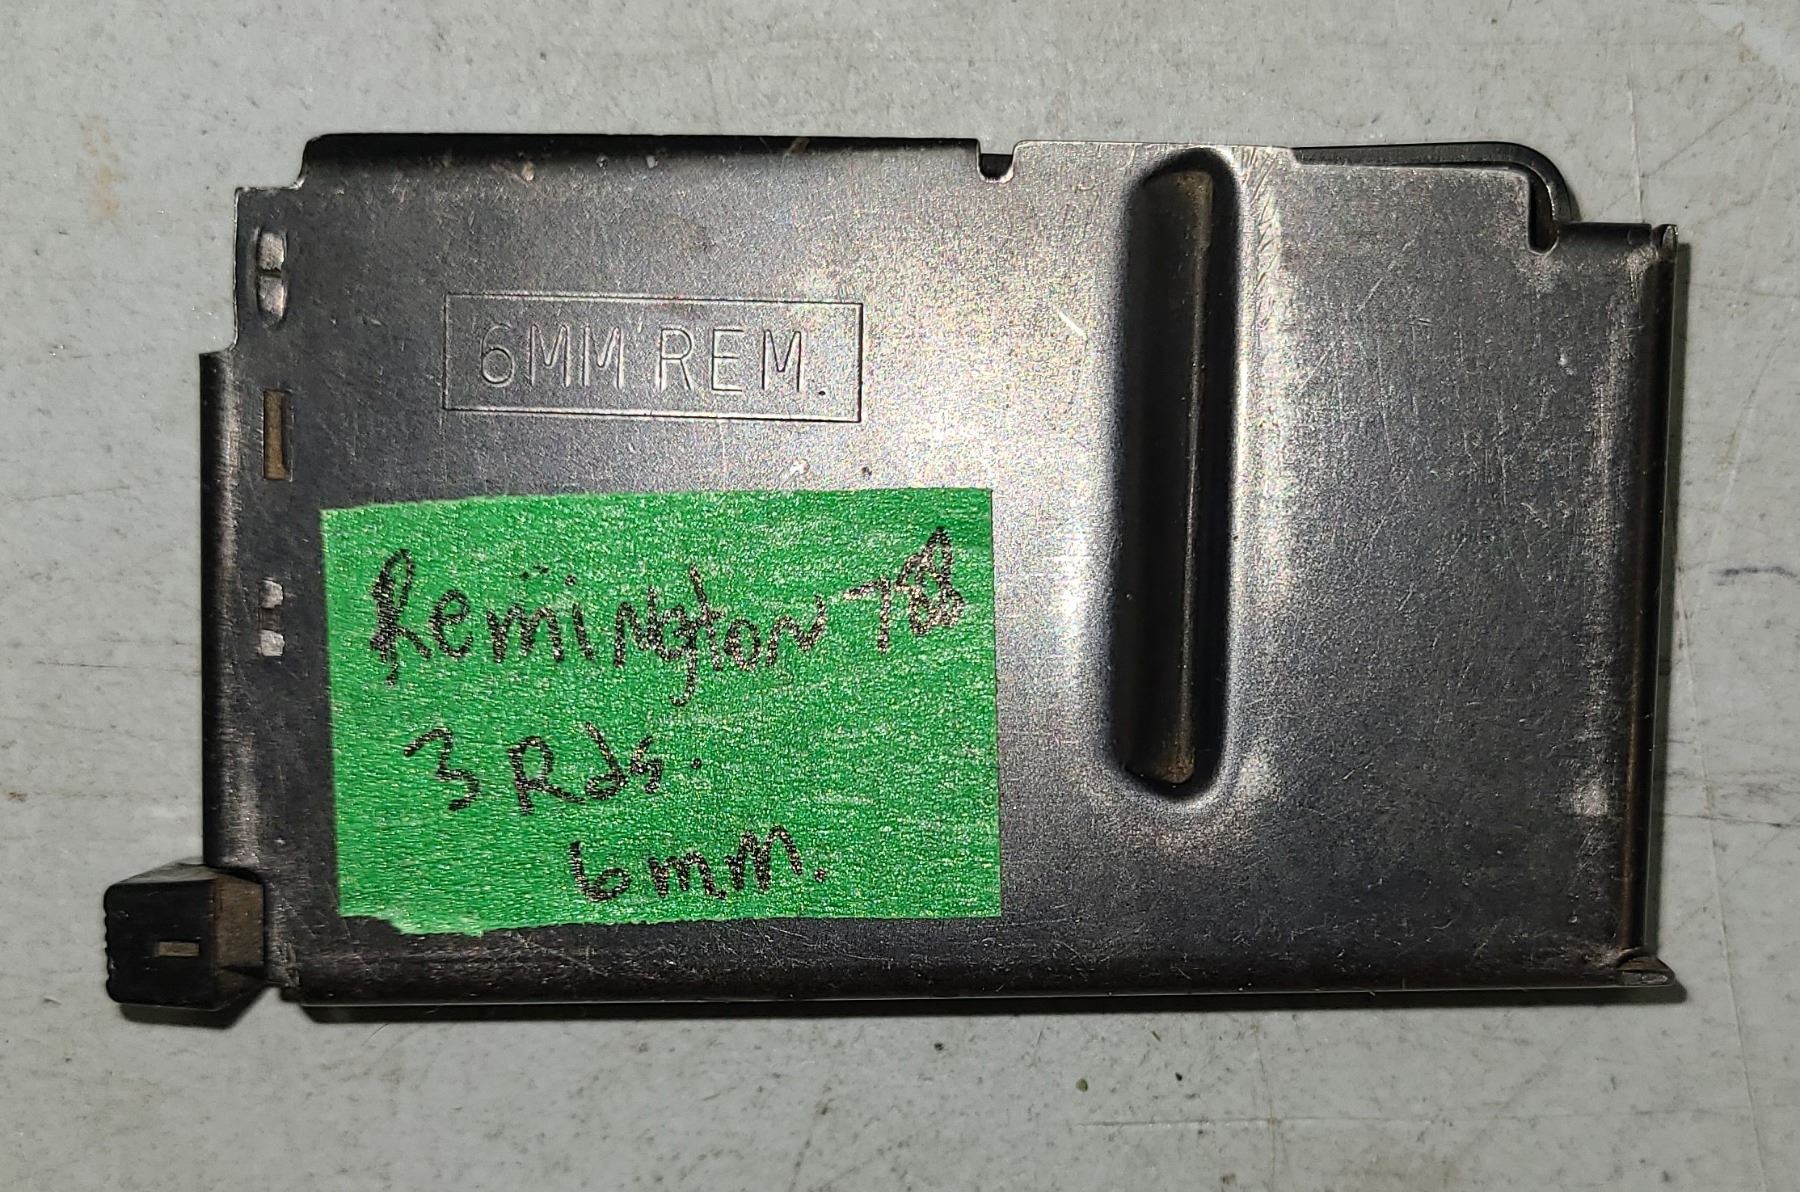 6MM REM.
Remington 788
3 Rds.
6mm.